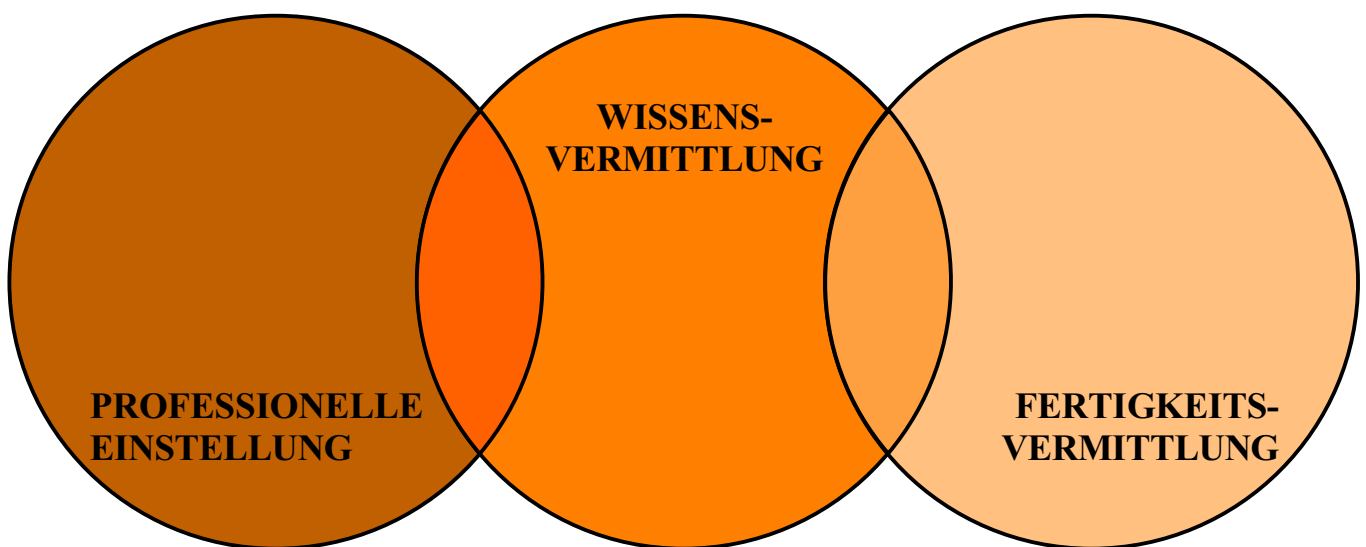 WISSENS-
VERMITTLUNG
PROFESSIONELLE
EINSTELLUNG
FERTIGKEITS-
VERMITTLUNG